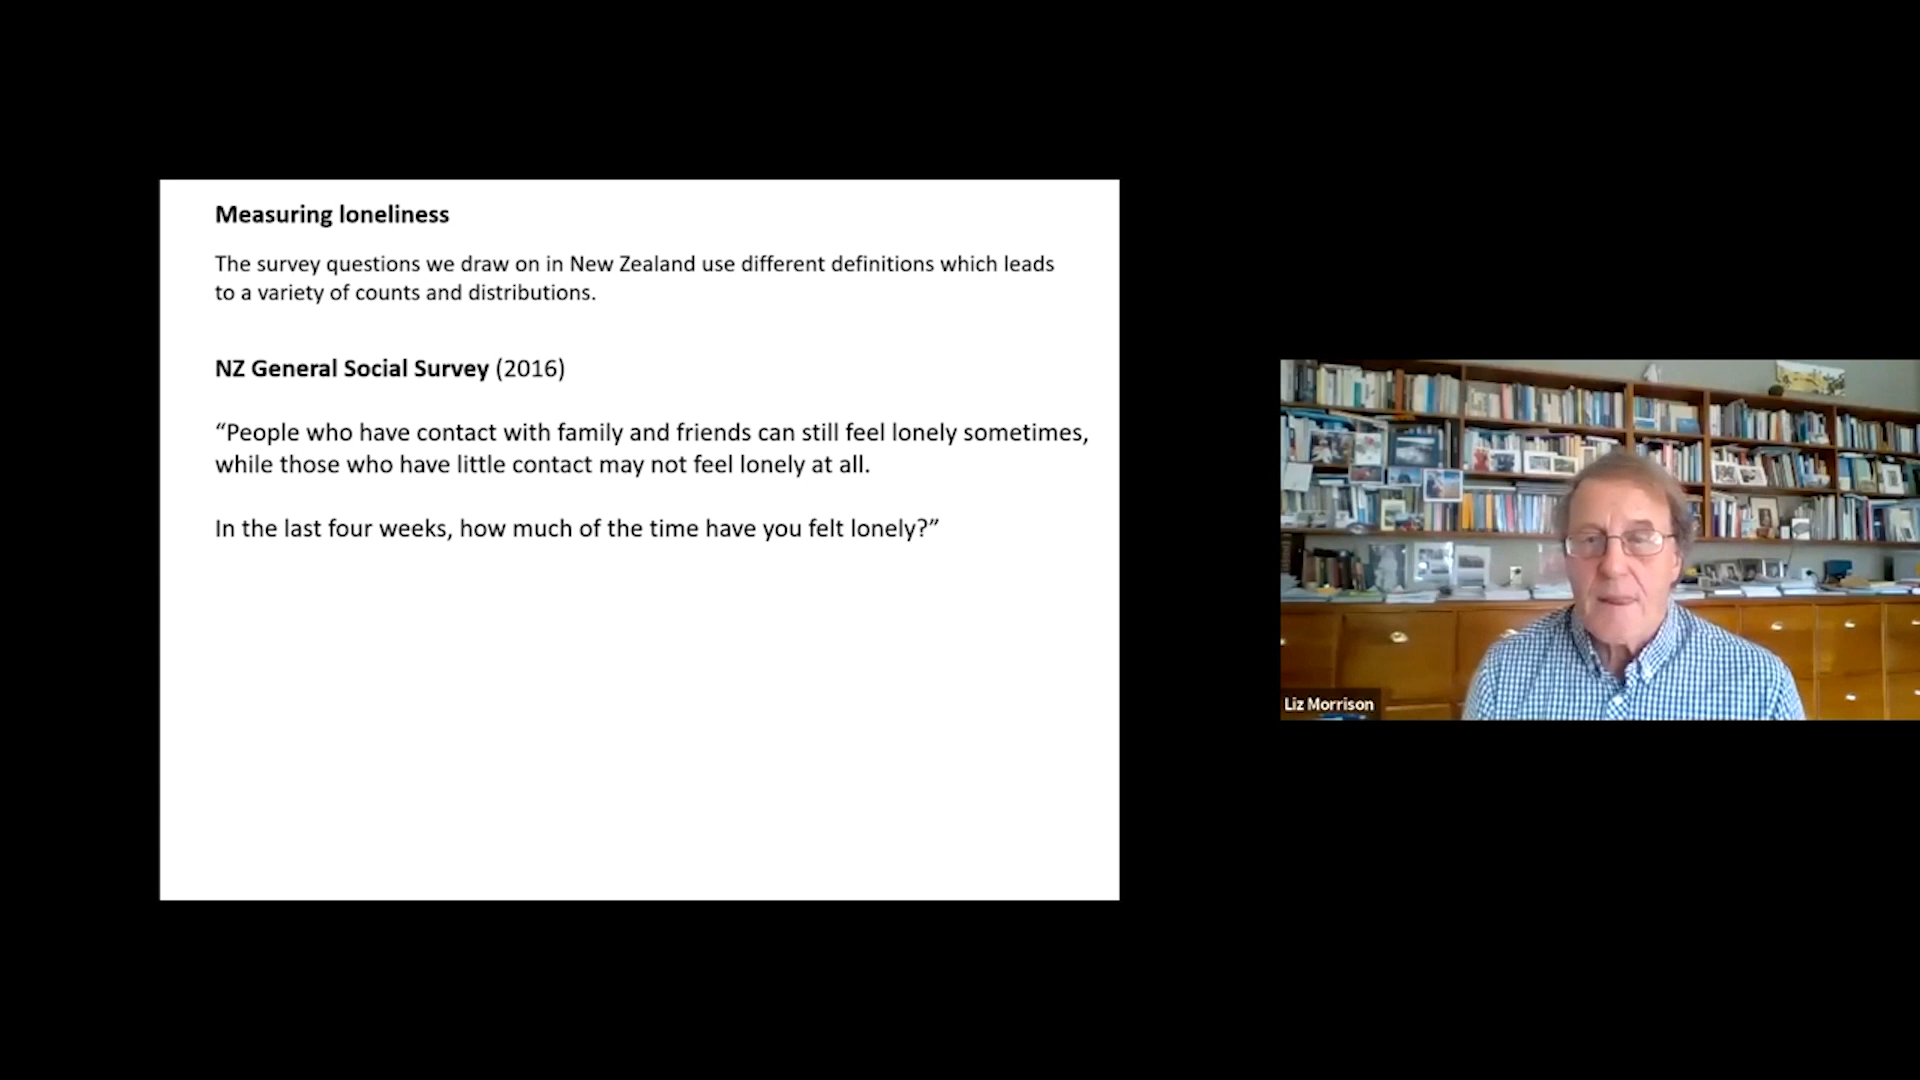 Measuring loneliness
The survey questions we draw on in New Zealand use different definitions which leads
to a variety of counts and distributions.
NZ General Social Survey (2016)
“People who have contact with family and friends can still feel lonely sometimes,
while those who have little contact may not feel lonely at all.
In the last four weeks, how much of the time have you felt lonely?”
Liz Morrison